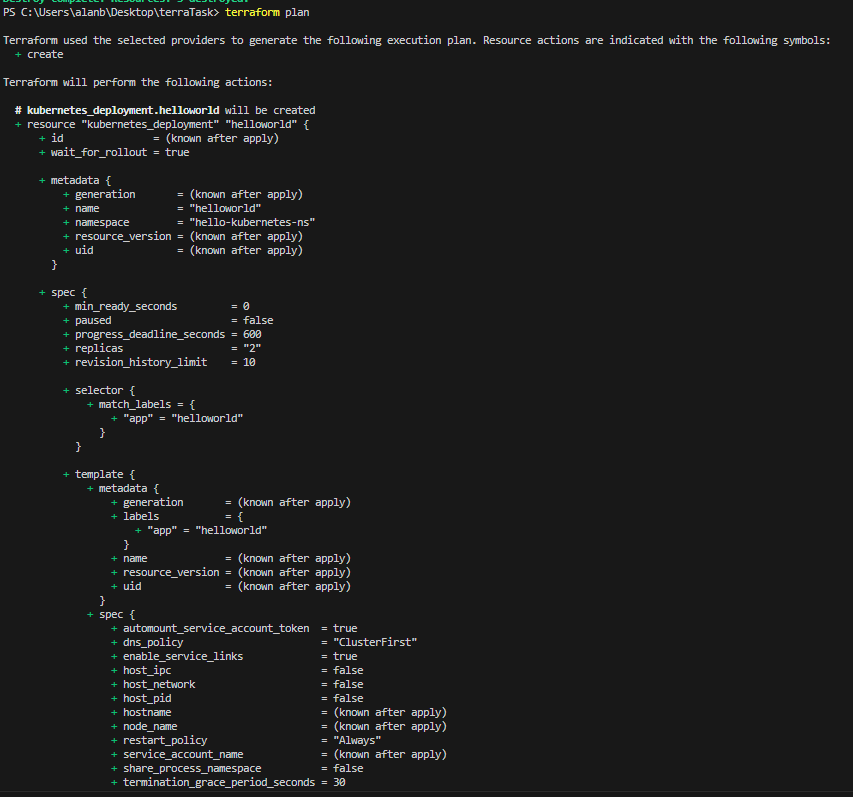 Destroy complete! Resources: 3 destroyed.
PS C:\Users\alanb\Desktop\terraTask> terraform plan
Terraform used the selected providers to generate the following execution plan. Resource actions are indicated with the following symbols:
+ create
Terraform will perform the following actions:
# kubernetes_deployment.helloworld will be created
+ resource "kubernetes_deployment" "helloworld" {
+ id = (known after apply)
+ wait_for_rollout = true
+ metadata {
+ generation = (known after apply)
+ name = "helloworld"
+ namespace = "hello-kubernetes-ns"
+ resource_version = (known after apply)
+ uid = (known after apply)
}
+ spec {
+ min_ready_seconds = 0
+ paused = false
+ progress_deadline_seconds = 600
+ replicas = "2"
+ revision_history_limit = 10
+ selector {
+ match_labels = {
+ "app" = "helloworld"
}
}
+ template {
+ metadata {
+ generation = (known after apply)
+ labels = {
+ "app" = "helloworld"
}
+ name = (known after apply)
+ resource_version = (known after apply)
+ uid = (known after apply)
}
+ spec {
+ automount_service_account_token = true
+ dns_policy = "ClusterFirst"
+ enable_service_links = true
+ host_ipc = false
+ host_network = false
+ host_pid = false
+ hostname = (known after apply)
+ node_name = (known after apply)
+ restart_policy = "Always"
+ service_account_name = (known after apply)
+ share_process_namespace = false
+ termination_grace_period_seconds = 30